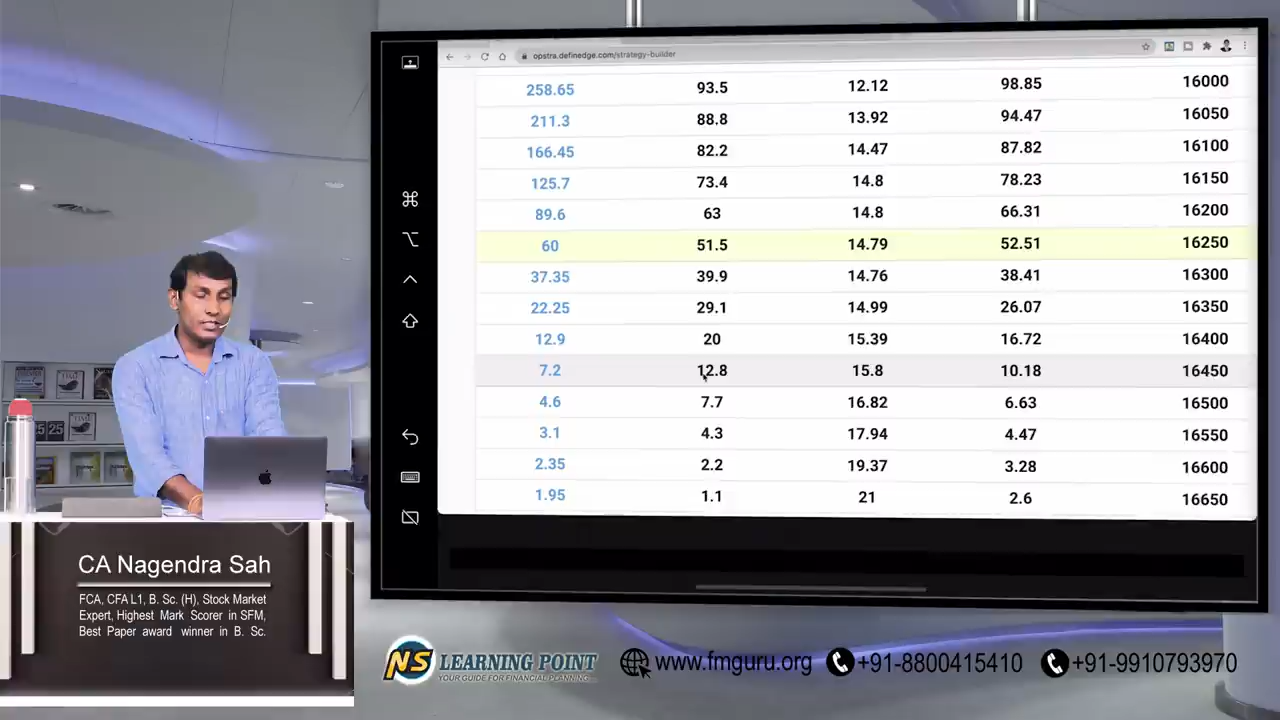 opstra.definedge.com/strategy-builder
258.65 93.5 12.12 98.85 16000
211.3 88.8 13.92 94.47 16050
166.45 82.2 14.47 87.82 16100
125.7 73.4 14.8 78.23 16150
89.6 63 14.8 66.31 16200
60 51.5 14.79 52.51 16250
37.35 39.9 14.76 38.41 16300
22.25 29.1 14.99 26.07 16350
12.9 20 15.39 16.72 16400
7.2 12.8 15.8 10.18 16450
4.6 7.7 16.82 6.63 16500
3.1 4.3 17.94 4.47 16550
2.35 2.2 19.37 3.28 16600
1.95 1.1 21 2.6 16650
CA Nagendra Sah
FCA, CFA L1, B. Sc. (H), Stock Market
Expert, Highest Mark Scorer in SFM,
Best Paper award winner in B. Sc.
NS LEARNING POINT
YOUR GUIDE FOR FINANCIAL PLANNING...
www.fmguru.org
+91-8800415410
+91-9910793970